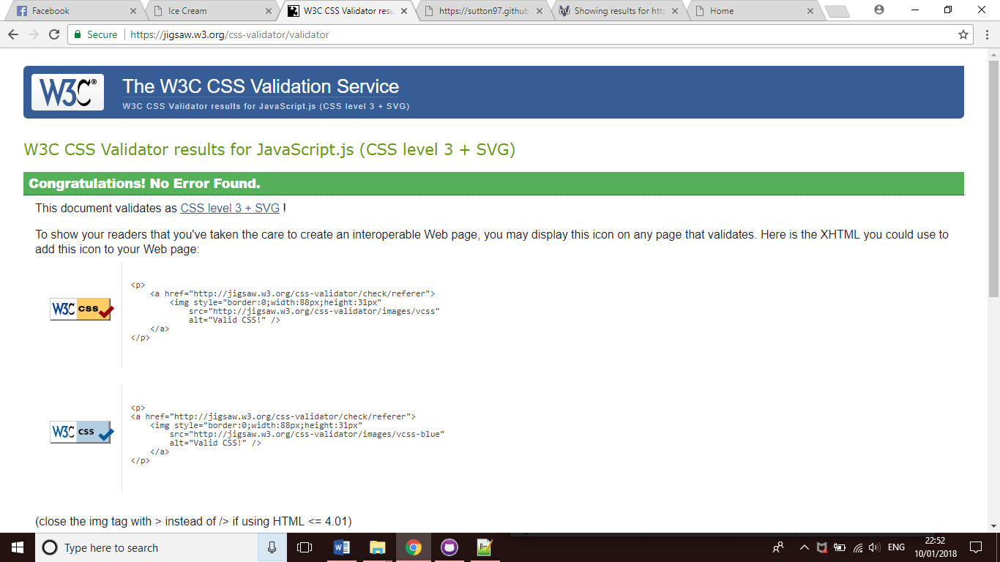 Facebook
Ice Cream
W3C CSS Validator resu
https://sutton97.github
Showing results for http
Home
Secure
https://jigsaw.w3.org/css-validator/validator
W3C®
The W3C CSS Validation Service
W3C CSS Validator results for JavaScript.js (CSS level 3 + SVG)
W3C CSS Validator results for JavaScript.js (CSS level 3 + SVG)
Congratulations! No Error Found.
This document validates as CSS level 3 + SVG !
To show your readers that you've taken the care to create an interoperable Web page, you may display this icon on any page that validates. Here is the XHTML you could use to
add this icon to your Web page:
W3C css
<p>
<a href="http://jigsaw.w3.org/css-validator/check/referer">
<img style="border:0;width:88px;height:31px"
src="http://jigsaw.w3.org/css-validator/images/vcss"
alt="Valid CSS!" />
</a>
</p>
W3C css
<p>
<a href="http://jigsaw.w3.org/css-validator/check/referer">
<img style="border:0;width:88px;height:31px"
src="http://jigsaw.w3.org/css-validator/images/vcss-blue"
alt="Valid CSS!" />
</a>
</p>
(close the img tag with > instead of /> if using HTML <= 4.01)
Type here to search
ENG
22:52
10/01/2018